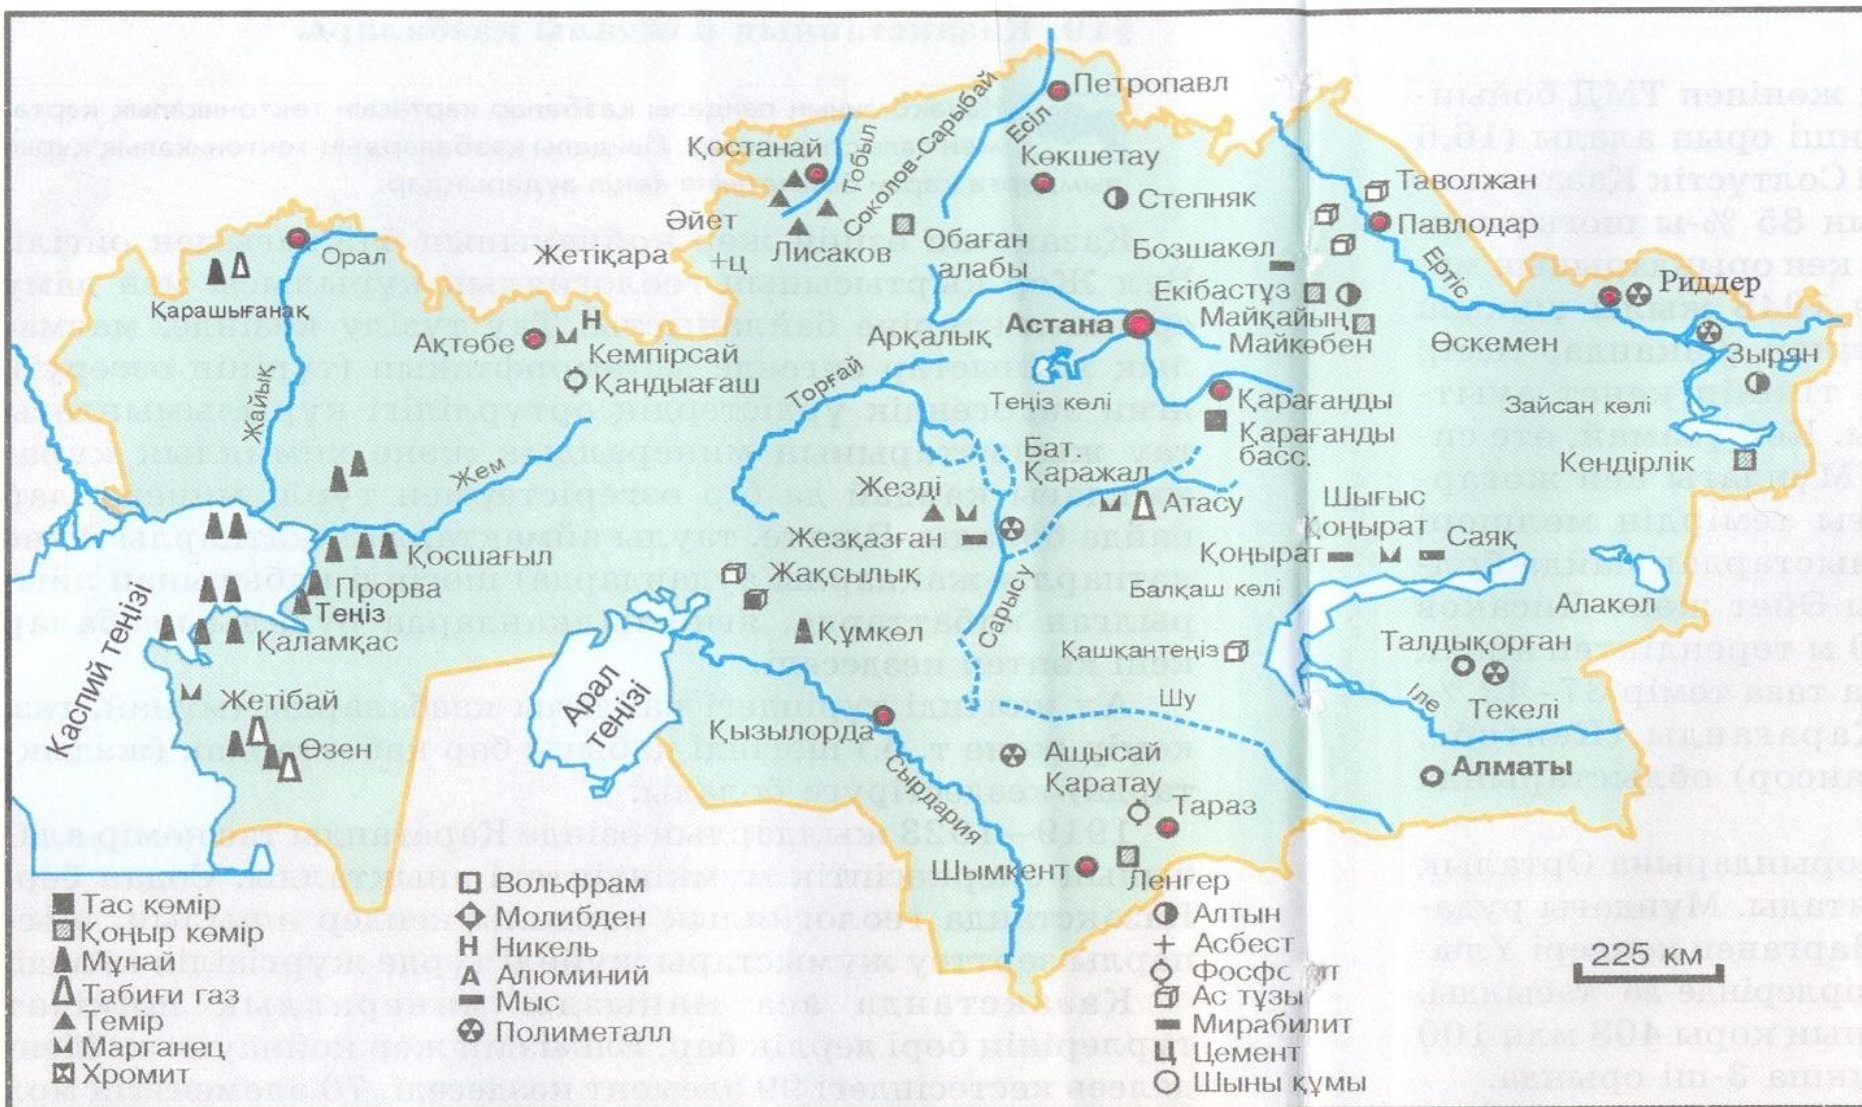 Петропавл
Есіл
Қостанай
Тобыл
Соколов-Сарыбай
Көкшетау
Степняк
Таволжан
Павлодар
Ертіс
Әйет
+ц
Лисаков
Жетіқара
Обаған
алабы
Бозшакөл
Екібастұз
Майқайың
Майкөбен
Риддер
Өскемен
Зырян
Зайсан көлі
Кендірлік
Орал
Қарашығанақ
Жайық
Ақтөбе
Н
Кемпірсай
Қандыағаш
Арқалық
Астана
Торғай
Теңіз көлі
Қарағанды
Қарағанды
басс.
Жем
Бат.
Қаражал
Жезді
Атасу
Шығыс
Қоңырат
Қоңырат
Саяқ
Жезқазған
Балқаш көлі
Алакөл
Қосшағыл
Прорва
Теңіз
Қаламқас
Каспий теңізі
Жетібай
Өзен
Жақсылық
Құмкөл
Сарысу
Қашқантеңіз
Талдықорған
Текелі
Іле
Шу
Арал
теңізі
Қызылорда
Сырдария
Ащысай
Қаратау
Тараз
Алматы
Шымкент
Ленгер
Тас көмір
Қоңыр көмір
Мұнай
Табиғи газ
Темір
Марганец
Хромит
Вольфрам
Молибден
Н Никель
А Алюминий
Мыс
Полиметалл
Алтын
+ Асбест
Ас тұзы
Мирабилит
Ц Цемент
Шыны құмы
225 км